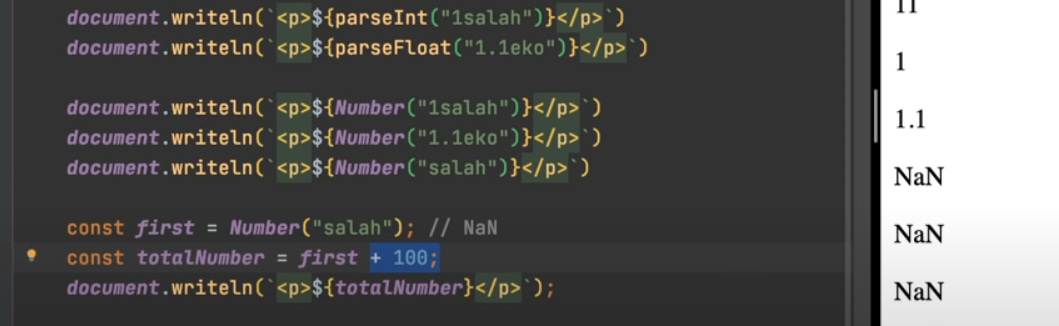 document.writeln(`<p>${parseInt("1salah")}</p>`)
document.writeln(`<p>${parseFloat("1.1eko")}</p>`)
document.writeln(`<p>${Number("1salah")}</p>`)
document.writeln(`<p>${Number("1.1eko")}</p>`)
document.writeln(`<p>${Number("salah")}</p>`)
const first = Number("salah"); // NaN
const totalNumber = first + 100;
document.writeln(`<p>${totalNumber}</p>`);
1
1.1
NaN
NaN
NaN